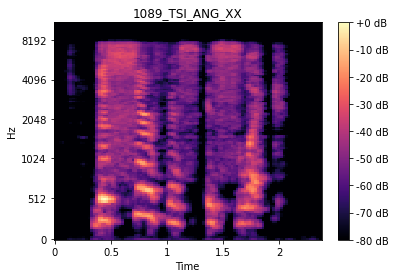 1089_TSI_ANG_XX
+0 dB
8192
-10 dB
4096
-20 dB
-30 dB
2048
Hz
-40 dB
1024
-50 dB
-60 dB
512
-70 dB
0
-80 dB
0 0.5 1 1.5 2
Time